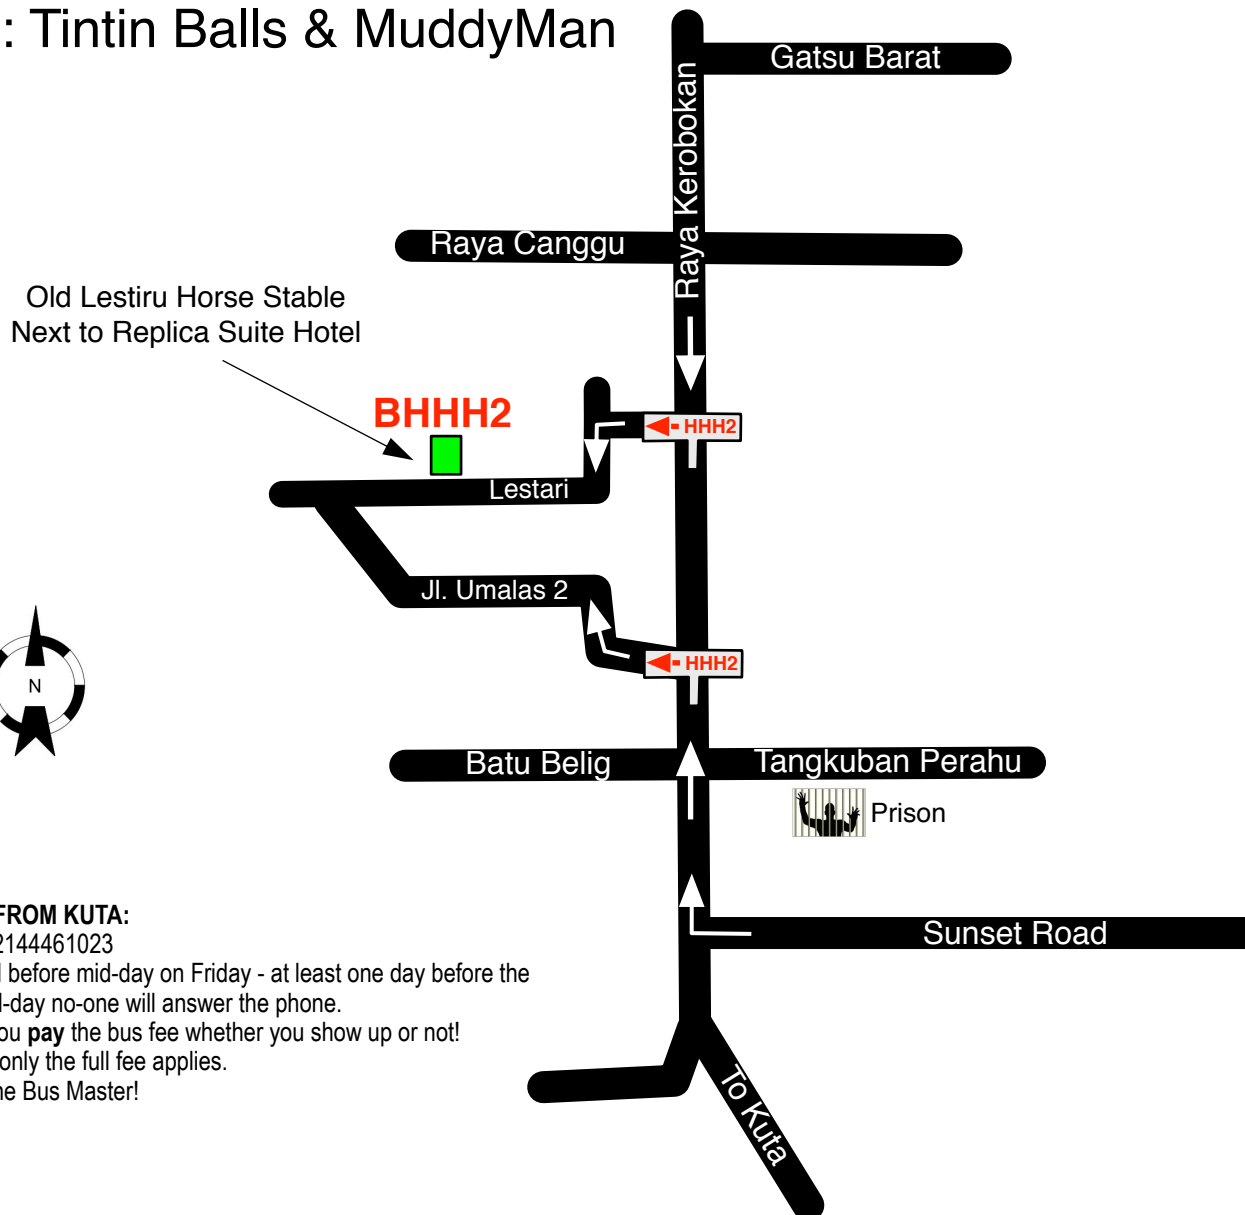 : Tintin Balls & MuddyMan
Gatsu Barat
Raya Kerobokan
Raya Canggu
Old Lestiru Horse Stable
Next to Replica Suite Hotel
BHHH2
HHH2
Lestari
Jl. Umalas 2
HHH2
N
Batu Belig
Tangkuban Perahu
Prison
FROM KUTA:
2144461023
before mid-day on Friday - at least one day before the
-day no-one will answer the phone.
ou pay the bus fee whether you show up or not!
only the full fee applies.
he Bus Master!
Sunset Road
To Kuta